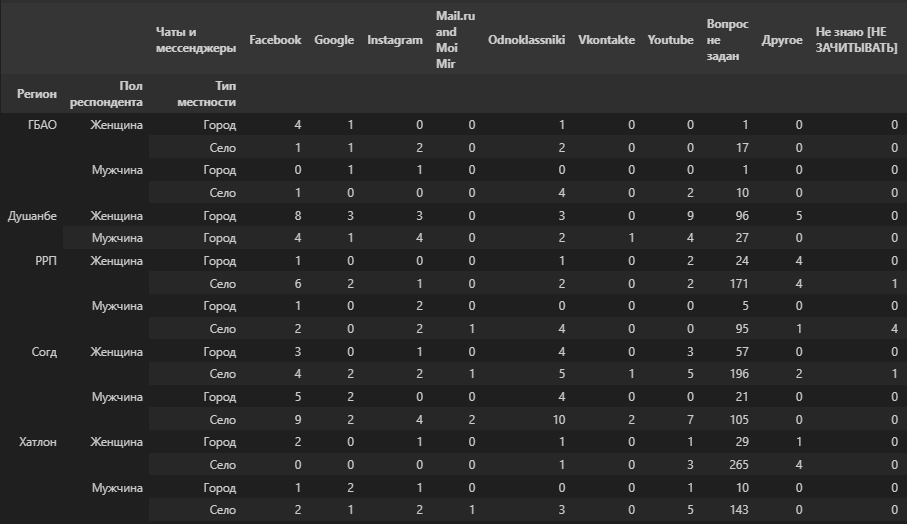 Чаты и мессенджеры Facebook Google Instagram Mail.ru and Moi Mir Odnoklassniki Vkontakte Youtube Вопрос не задан Другое Не знаю [НЕ ЗАЧИТЫВАТЬ]
Регион Пол респондента Тип местности
ГБАО Женщина Город 4 1 0 0 1 0 0 1 0 0
Село 1 1 2 0 2 0 0 17 0 0
Мужчина Город 0 1 1 0 0 0 0 1 0 0
Село 1 0 0 0 4 0 2 10 0 0
Душанбе Женщина Город 8 3 3 0 3 0 9 96 5 0
Мужчина Город 4 1 4 0 2 1 4 27 0 0
РРП Женщина Город 1 0 0 0 1 0 2 24 4 0
Село 6 2 1 0 2 0 2 171 4 1
Мужчина Город 1 0 2 0 0 0 0 5 0 0
Село 2 0 2 1 4 0 0 95 1 4
Согд Женщина Город 3 0 1 0 4 0 3 57 0 0
Село 4 2 2 1 5 1 5 196 2 1
Мужчина Город 5 2 0 0 4 0 0 21 0 0
Село 9 2 4 2 10 2 7 105 0 0
Хатлон Женщина Город 2 0 1 0 1 0 1 29 1 0
Село 0 0 0 0 1 0 3 265 4 0
Мужчина Город 1 2 1 0 0 0 1 10 0 0
Село 2 1 2 1 3 0 5 143 0 0